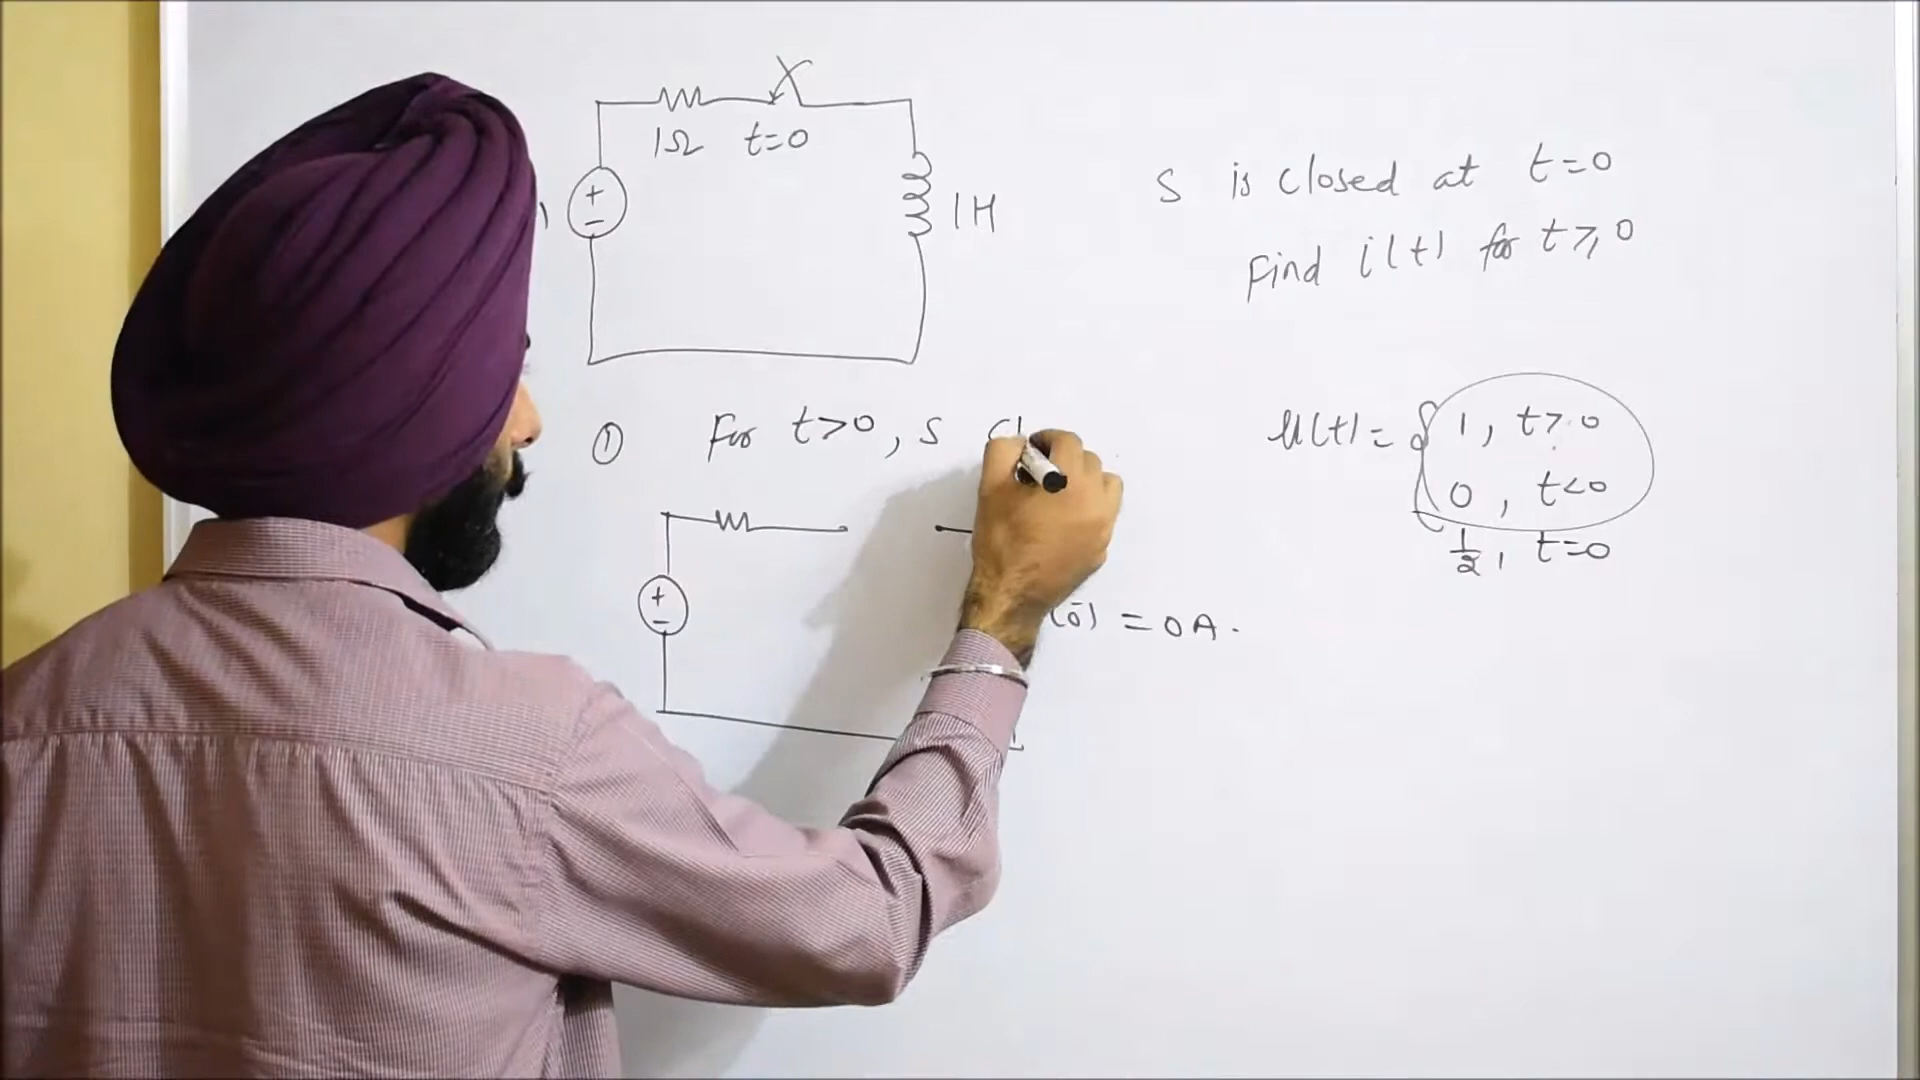 1Ω t=0
+
-
1H
S is closed at t=0
Find i(t) for t≥0
① For t>0, S
u(t) = { 1, t>0
0, t<0
1/2, t=0
+
-
(0⁻) = 0A.